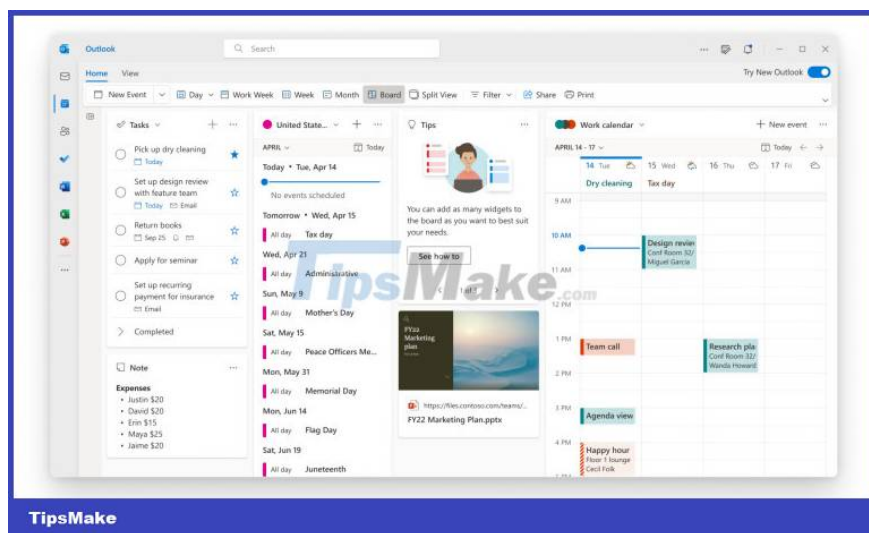 Outlook
Search
Home View
Try New Outlook
New Event Day Work Week Week Month Board Split View Filter Share Print
Tasks
Pick up dry cleaning
Today
Set up design review
with feature team
Today Email
Return books
Sep 25
Apply for seminar
Set up recurring
payment for insurance
Email
Completed
Note
Expenses
• Justin $20
• David $20
• Erin $15
• Maya $25
• Jaime $20
United State...
APRIL Today
Today • Tue, Apr 14
No events scheduled
Tomorrow • Wed, Apr 15
All day Tax day
Wed, Apr 21
All day Administrative
Sun, May 9
All day Mother's Day
Sat, May 15
All day Peace Officers Me...
Mon, May 31
All day Memorial Day
Mon, Jun 14
All day Flag Day
Sat, Jun 19
All day Juneteenth
Tips
You can add as many widgets to
the board as you want to best suit
your needs.
See how to
1 of 1
FY22
Marketing
plan
https://files.contoso.com/teams/...
FY22 Marketing Plan.pptx
Work calendar
New event
APRIL 14 - 17 Today
14 Tue 15 Wed 16 Thu 17 Fri
Dry cleaning Tax day
9 AM
10 AM
Design review
Conf Room 32/
Miguel Garcia
11 AM
12 PM
1 PM
Team call
Research pla
Conf Room 32/
Wanda Howard
2 PM
3 PM
Agenda view
4 PM
Happy hour
Floor 1 lounge
Cecil Folk
TipsMake.com
TipsMake